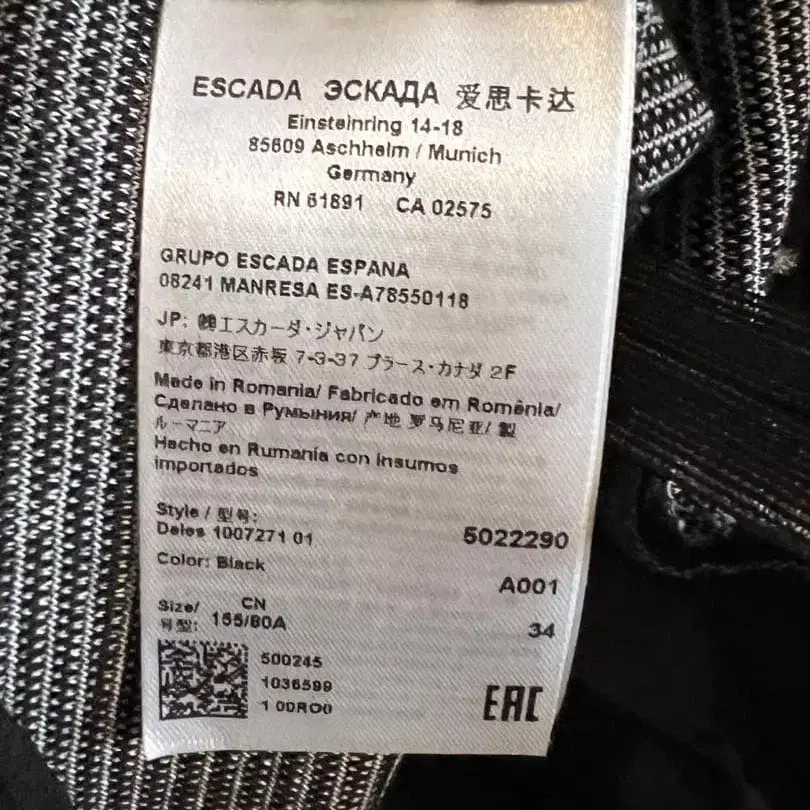 ESCADA ЭСКАДА 爱思卡达
Einsteinring 14-18
85609 Aschheim / Munich
Germany
RN 61891 CA 02575
GRUPO ESCADA ESPANA
08241 MANRESA ES-A78550118
JP: ㈱エスカーダ・ジャパン
東京都港区赤坂 7-3-37 プラース・カナダ 2F
Made in Romania/ Fabricado em Romênia/
Сделано в Румыния/ 产地 罗马尼亚/ 製
ルーマニア
Hecho en Rumanía con insumos
importados
Style / 型号:
Deles 1007271 01 5022290
Color: Black A001
Size/ CN
号型: 155/80A 34
500245
1036599
1 00RO0
EAC